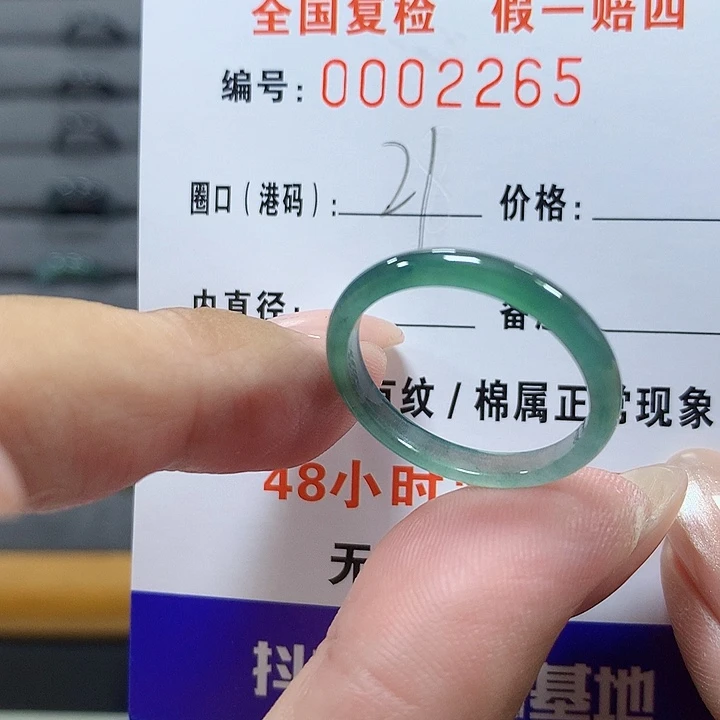 全国复检 假一赔四
编号: 0002265
圈口(港码): 21 价格:
内直径: 备
纹/棉属正常现象
48小时
无
抖 基地